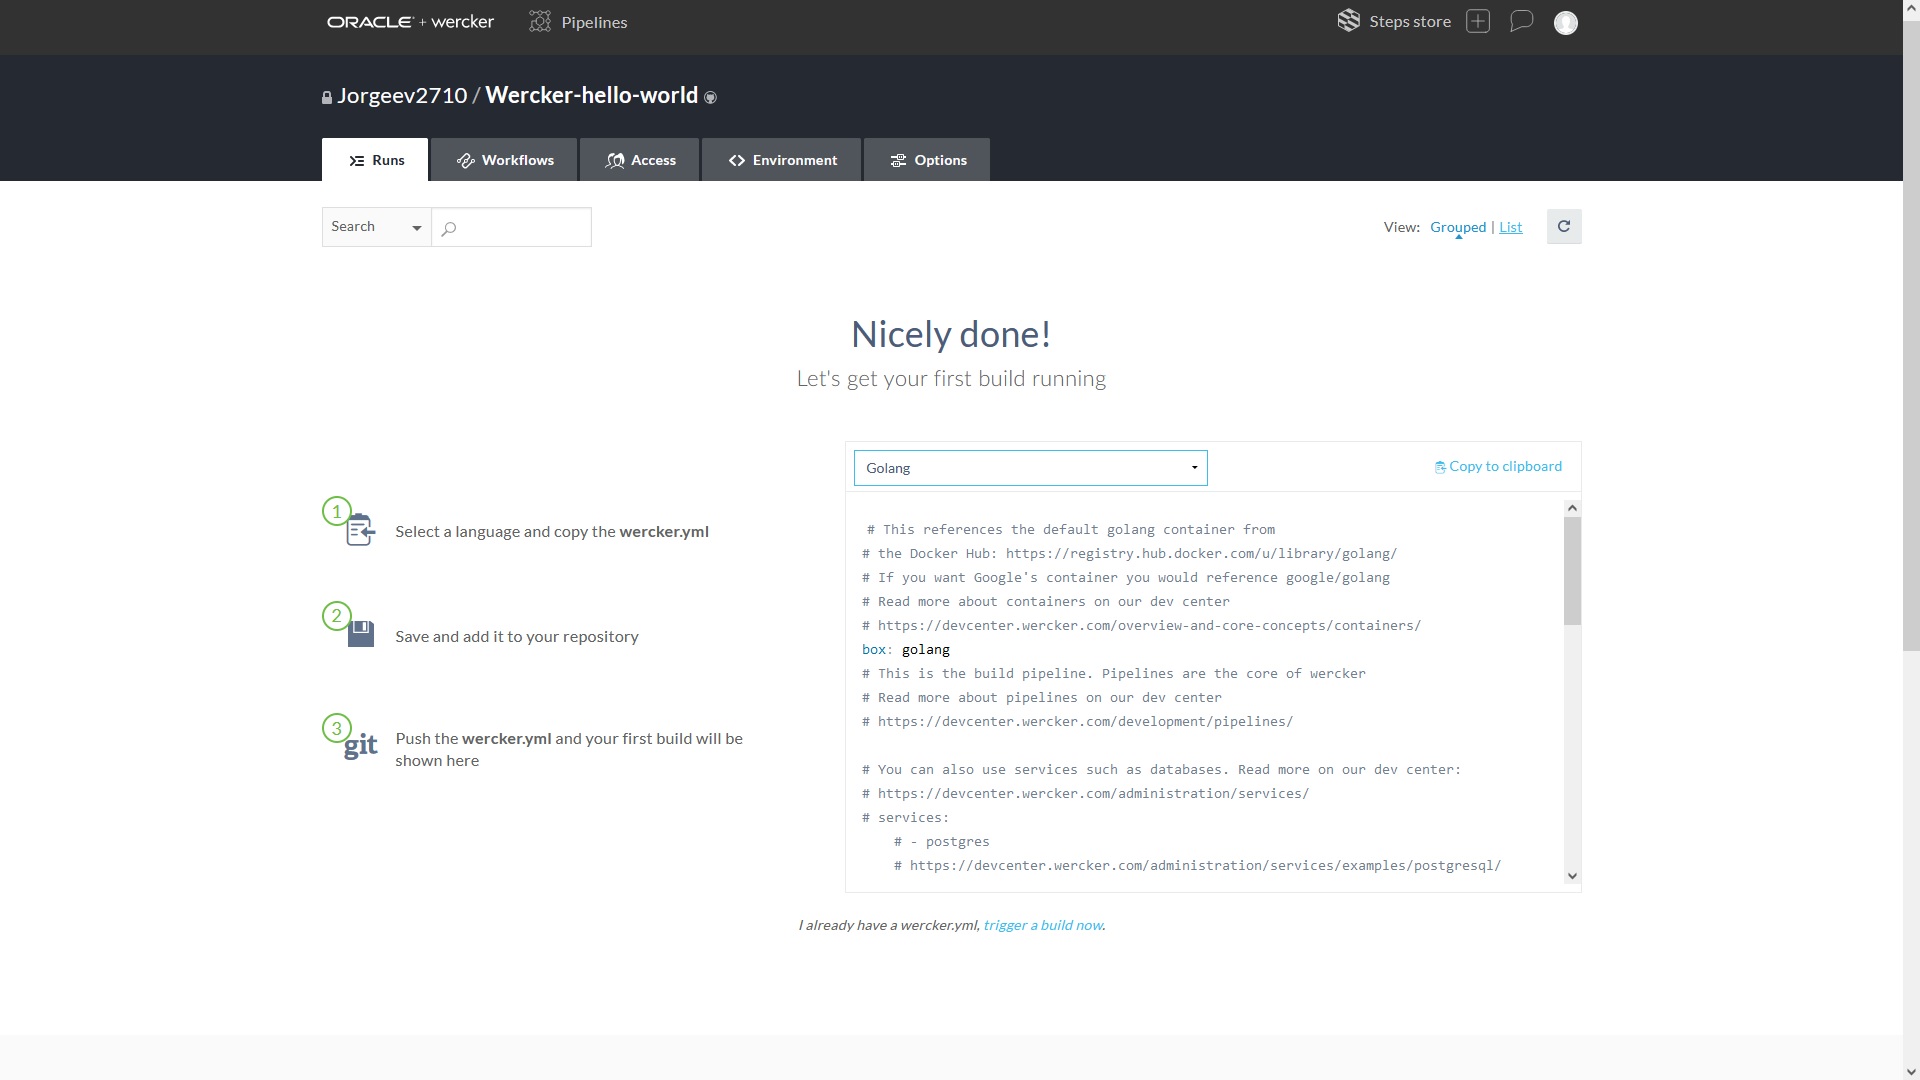 ORACLE + wercker
Pipelines
Steps store
Jorgeev2710 / Wercker-hello-world
Runs
Workflows
Access
Environment
Options
Search
View: Grouped | List
Nicely done!
Let's get your first build running
1
Select a language and copy the wercker.yml
2
Save and add it to your repository
3
git
Push the wercker.yml and your first build will be
shown here
Golang
Copy to clipboard
# This references the default golang container from
# the Docker Hub: https://registry.hub.docker.com/u/library/golang/
# If you want Google's container you would reference google/golang
# Read more about containers on our dev center
# https://devcenter.wercker.com/overview-and-core-concepts/containers/
box: golang
# This is the build pipeline. Pipelines are the core of wercker
# Read more about pipelines on our dev center
# https://devcenter.wercker.com/development/pipelines/
# You can also use services such as databases. Read more on our dev center:
# https://devcenter.wercker.com/administration/services/
# services:
# - postgres
# https://devcenter.wercker.com/administration/services/examples/postgresql/
I already have a wercker.yml, trigger a build now.